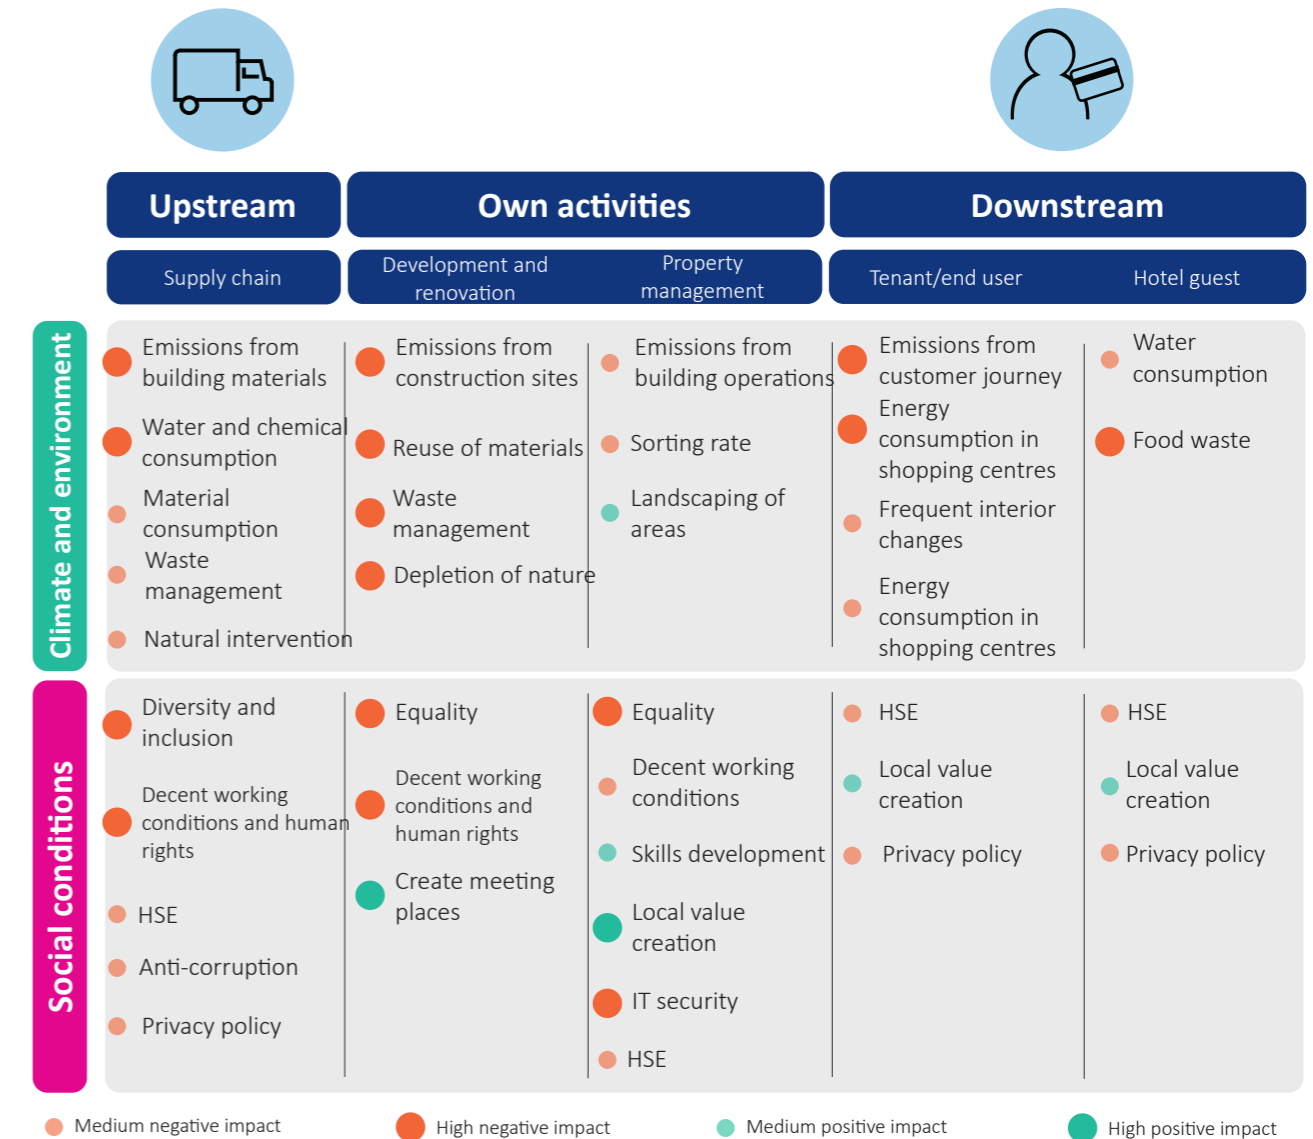 Upstream
Own activities
Downstream
Supply chain
Development and
renovation
Property
management
Tenant/end user
Hotel guest
Climate and environment
Emissions from
building materials
Water and chemical
consumption
Material
consumption
Waste
management
Natural intervention
Emissions from
construction sites
Reuse of materials
Waste
management
Depletion of nature
Emissions from
building operations
Sorting rate
Landscaping of
areas
Emissions from
customer journey
Energy
consumption in
shopping centres
Frequent interior
changes
Energy
consumption in
shopping centres
Water
consumption
Food waste
Social conditions
Diversity and
inclusion
Decent working
conditions and human
rights
HSE
Anti-corruption
Privacy policy
Equality
Decent working
conditions and
human rights
Create meeting
places
Equality
Decent working
conditions
Skills development
Local value
creation
IT security
HSE
HSE
Local value
creation
Privacy policy
HSE
Local value
creation
Privacy policy
Medium negative impact
High negative impact
Medium positive impact
High positive impact